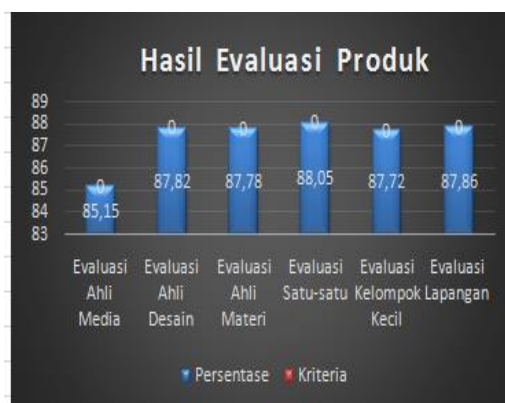 Hasil Evaluasi Produk
89
88
87
86
85
84
83
0 0 0 0 0 0
85,15 87,82 87,78 88,05 87,72 87,86
Evaluasi Evaluasi Evaluasi Evaluasi Evaluasi Evaluasi
Ahli Ahli Ahli Satu-satu Kelompok Lapangan
Media Desain Materi Kecil
Persentase Kriteria